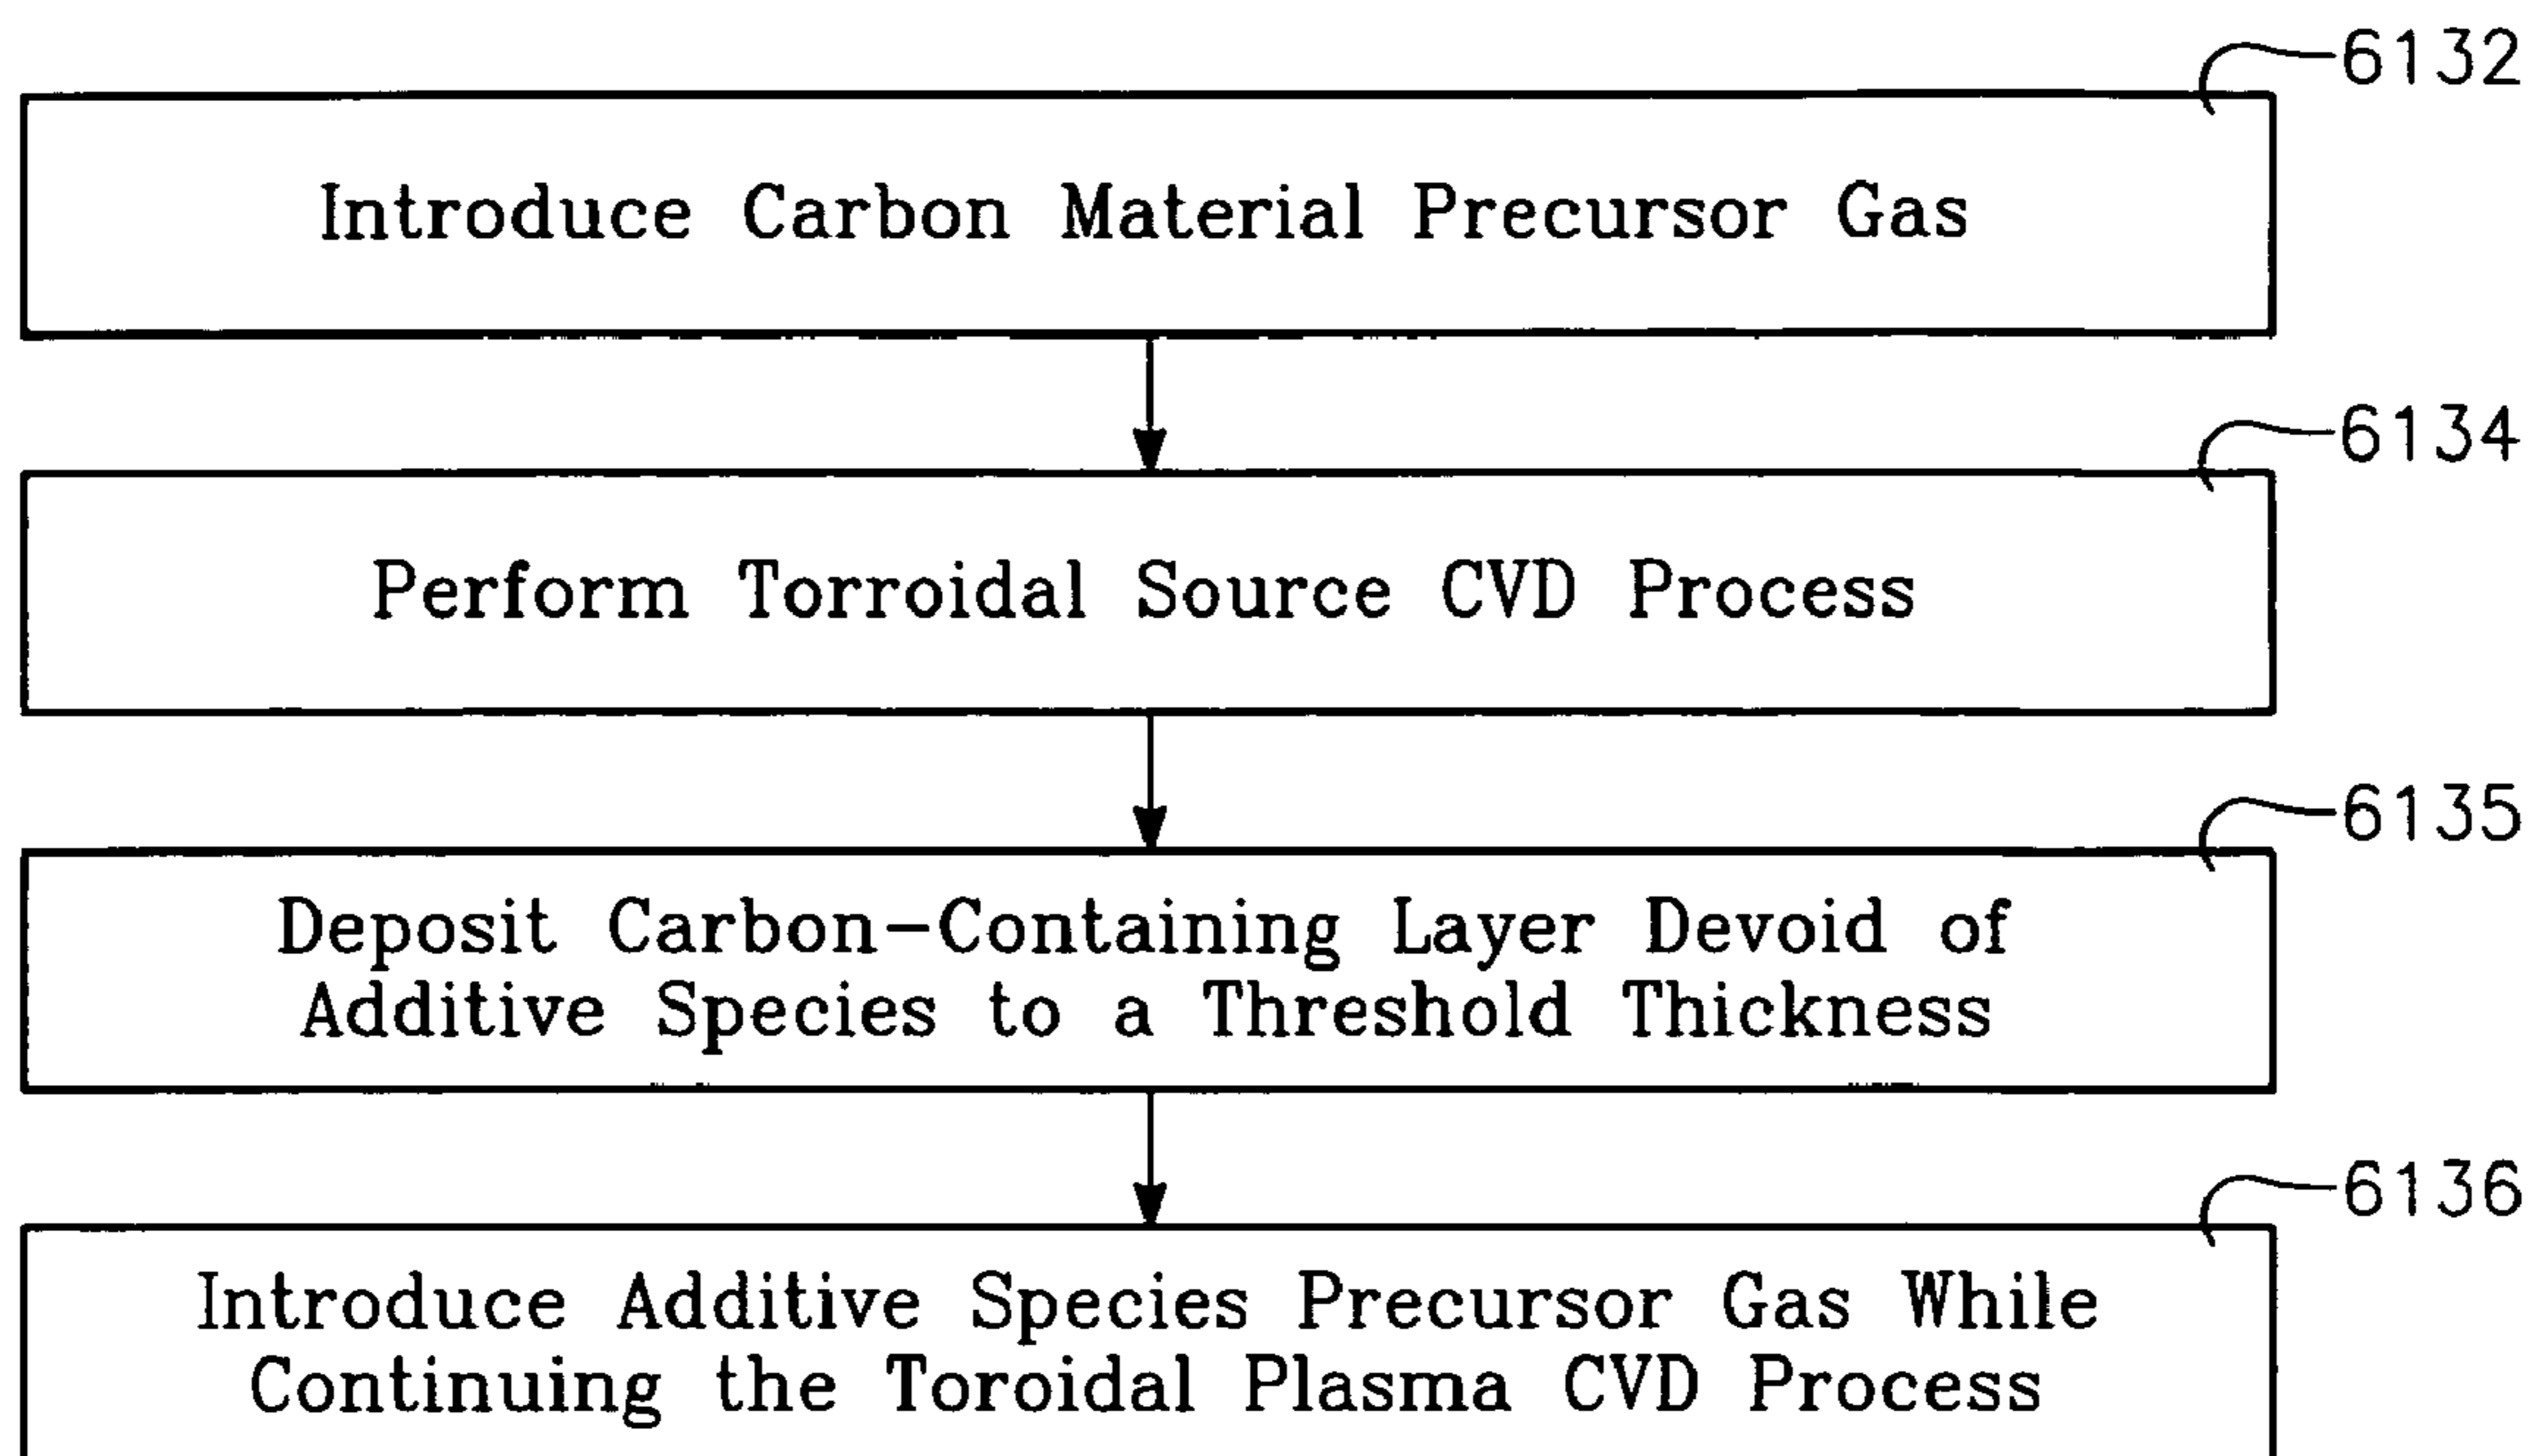 6132
Introduce Carbon Material Precursor Gas
6134
Perform Torroidal Source CVD Process
6135
Deposit Carbon-Containing Layer Devoid of
Additive Species to a Threshold Thickness
6136
Introduce Additive Species Precursor Gas While
Continuing the Toroidal Plasma CVD Process